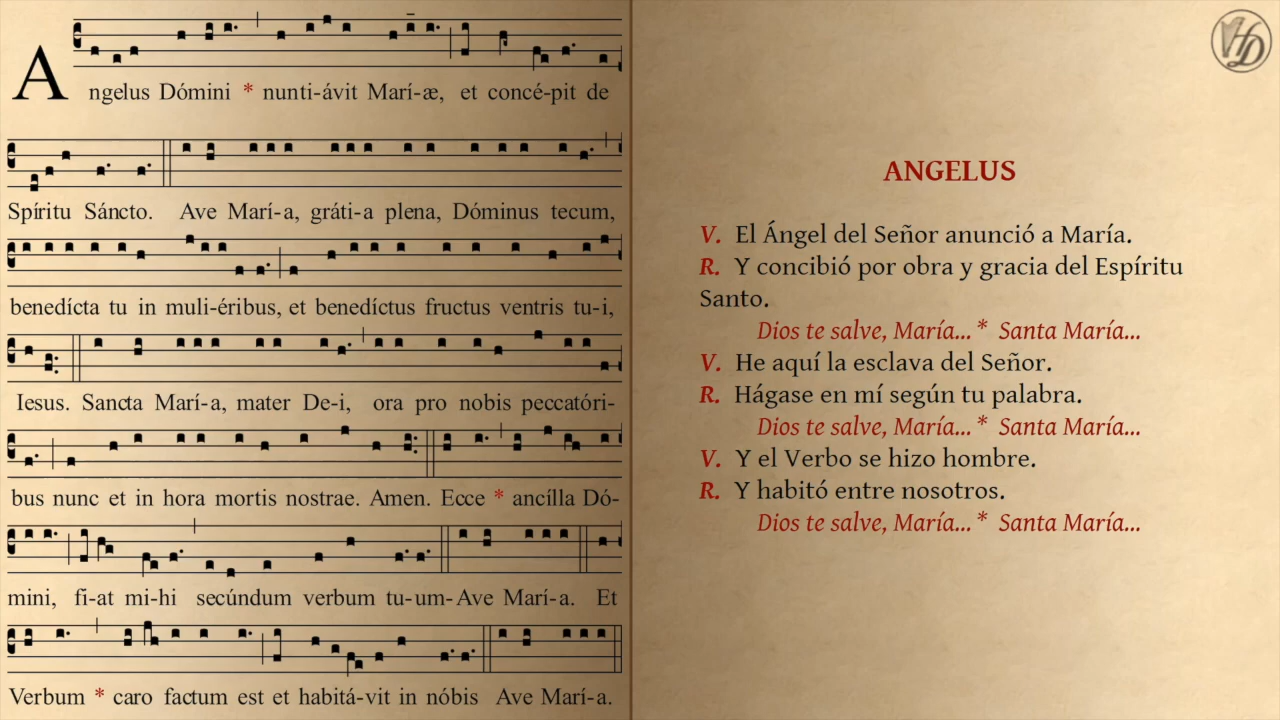 Angelus Dómini * nunti-ávit Marí-æ, et concé-pit de
Spíritu Sáncto. Ave Marí-a, gráti-a plena, Dóminus tecum,
benedícta tu in muli-éribus, et benedíctus fructus ventris tu-i,
Iesus. Sancta Marí-a, mater De-i, ora pro nobis peccatóri-
bus nunc et in hora mortis nostrae. Amen. Ecce * ancílla Dó-
mini, fi-at mi-hi secúndum verbum tu-um-Ave Marí-a. Et
Verbum * caro factum est et habitá-vit in nóbis Ave Marí-a.
HD
ANGELUS
V. El Ángel del Señor anunció a María.
R. Y concibió por obra y gracia del Espíritu
Santo.
Dios te salve, María... * Santa María...
V. He aquí la esclava del Señor.
R. Hágase en mí según tu palabra.
Dios te salve, María... * Santa María...
V. Y el Verbo se hizo hombre.
R. Y habitó entre nosotros.
Dios te salve, María... * Santa María...